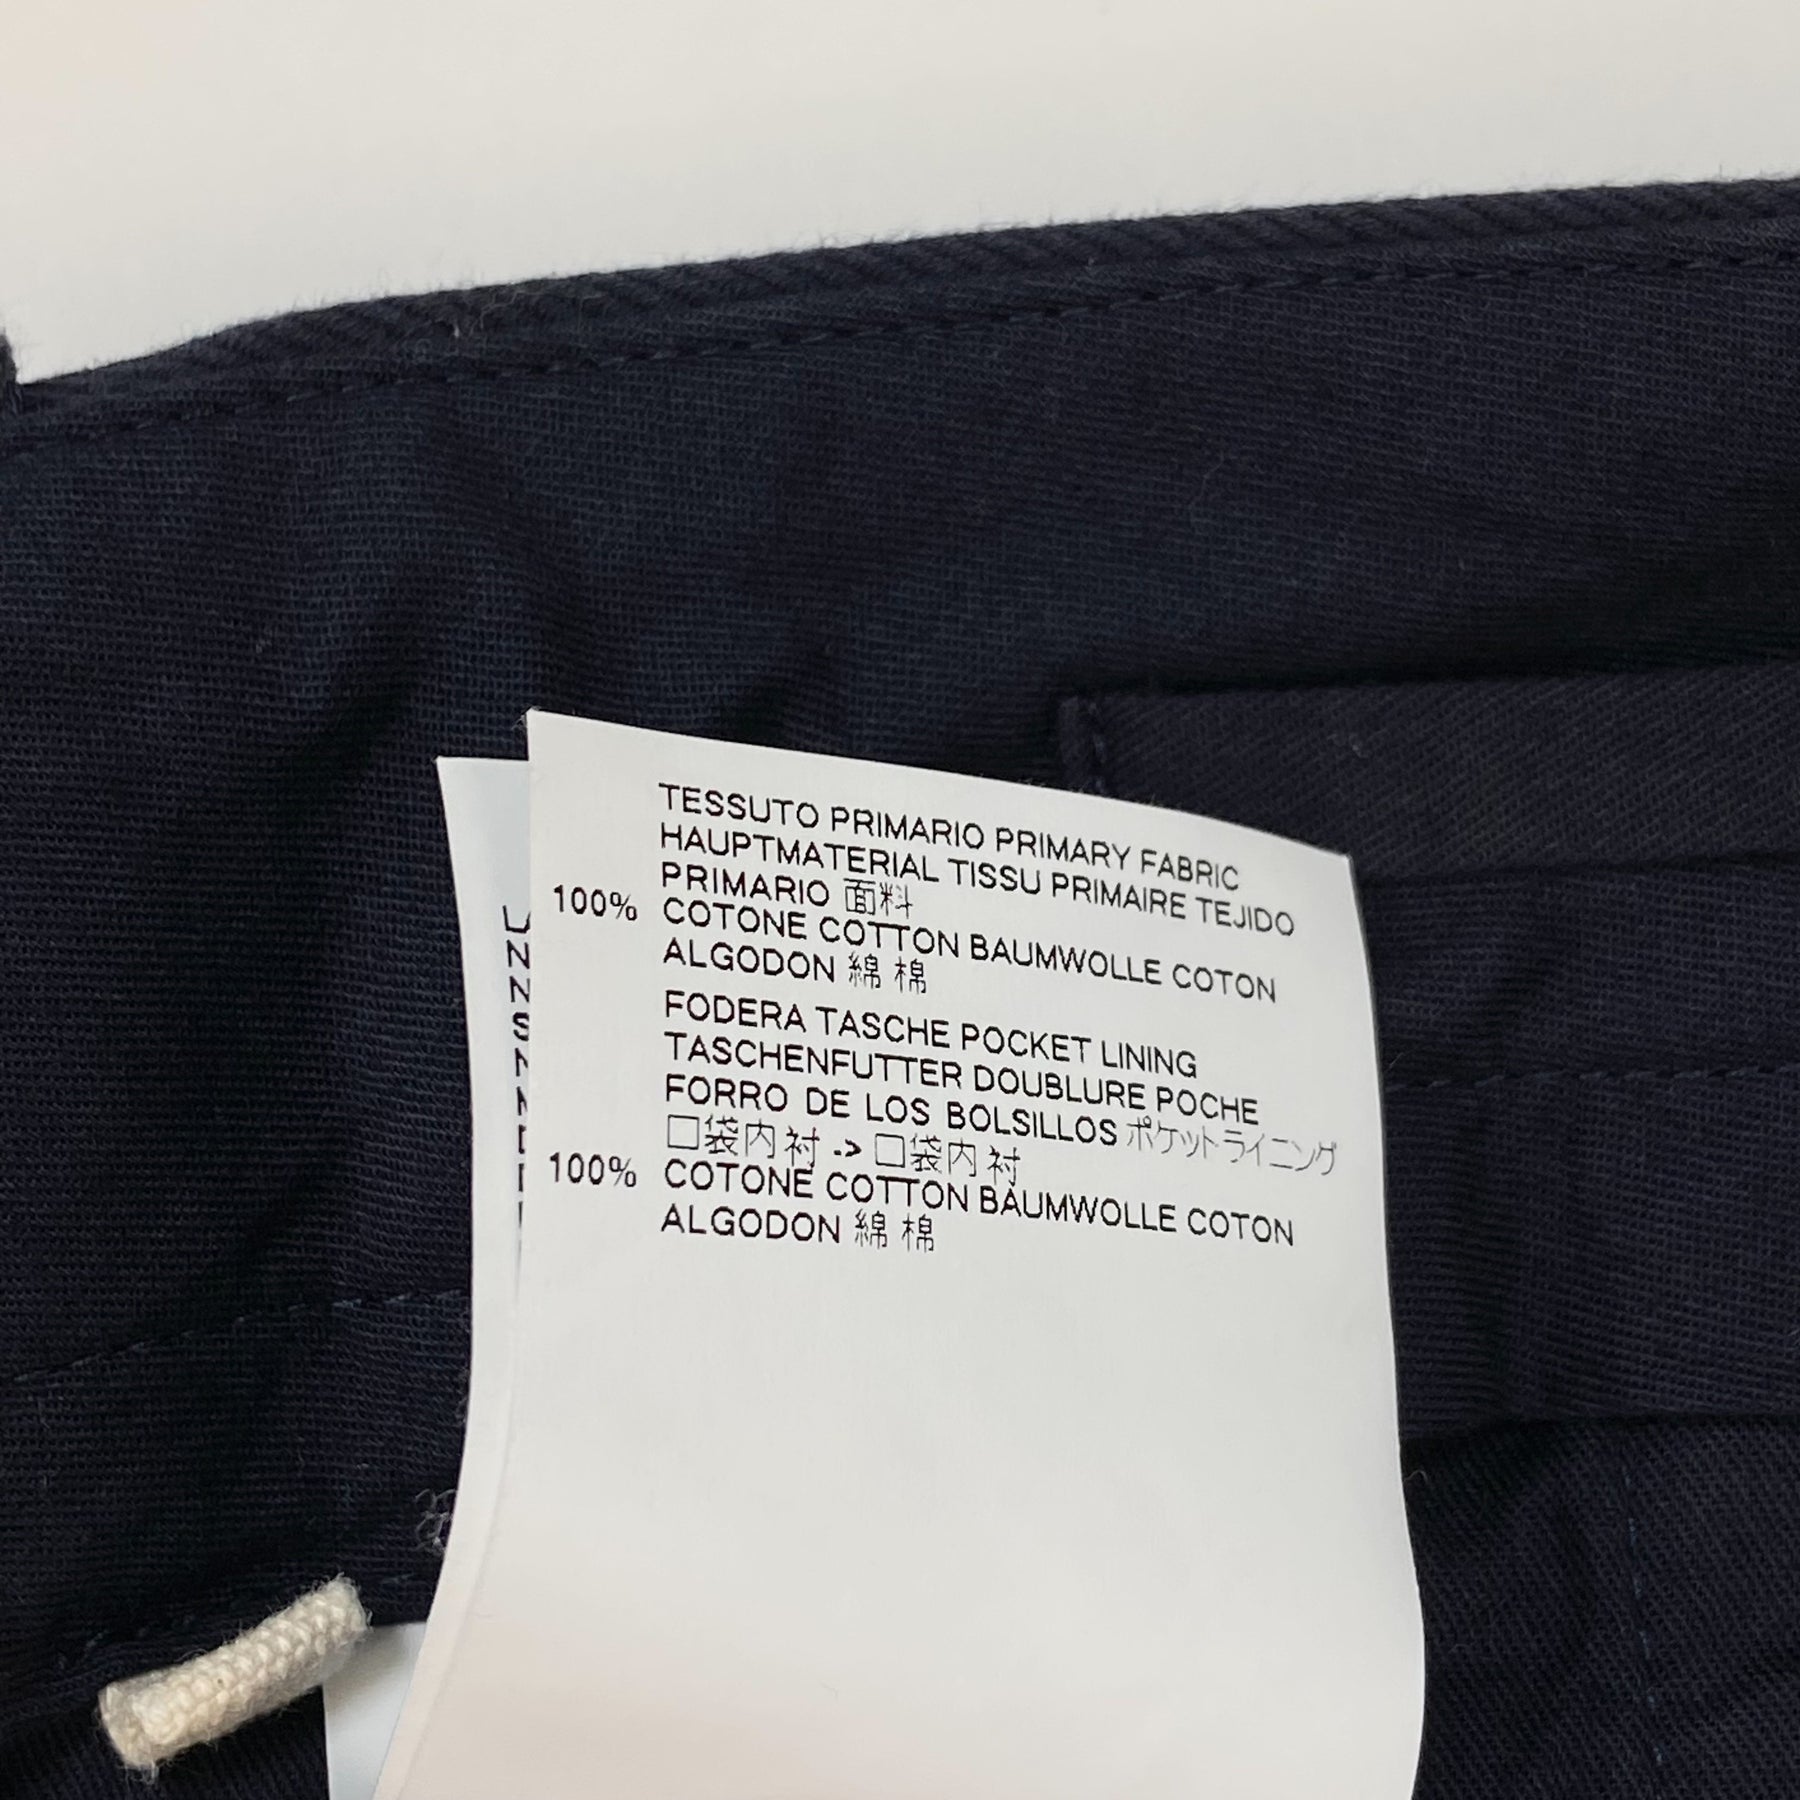 TESSUTO PRIMARIO PRIMARY FABRIC
HAUPTMATERIAL TISSU PRIMAIRE TEJIDO
PRIMARIO 面料
100% COTONE COTTON BAUMWOLLE COTON
ALGODON 綿 棉
FODERA TASCHE POCKET LINING
TASCHENFUTTER DOUBLURE POCHE
FORRO DE LOS BOLSILLOS ポケットライニング
口袋内衬 -> 口袋内衬
100% COTONE COTTON BAUMWOLLE COTON
ALGODON 綿 棉